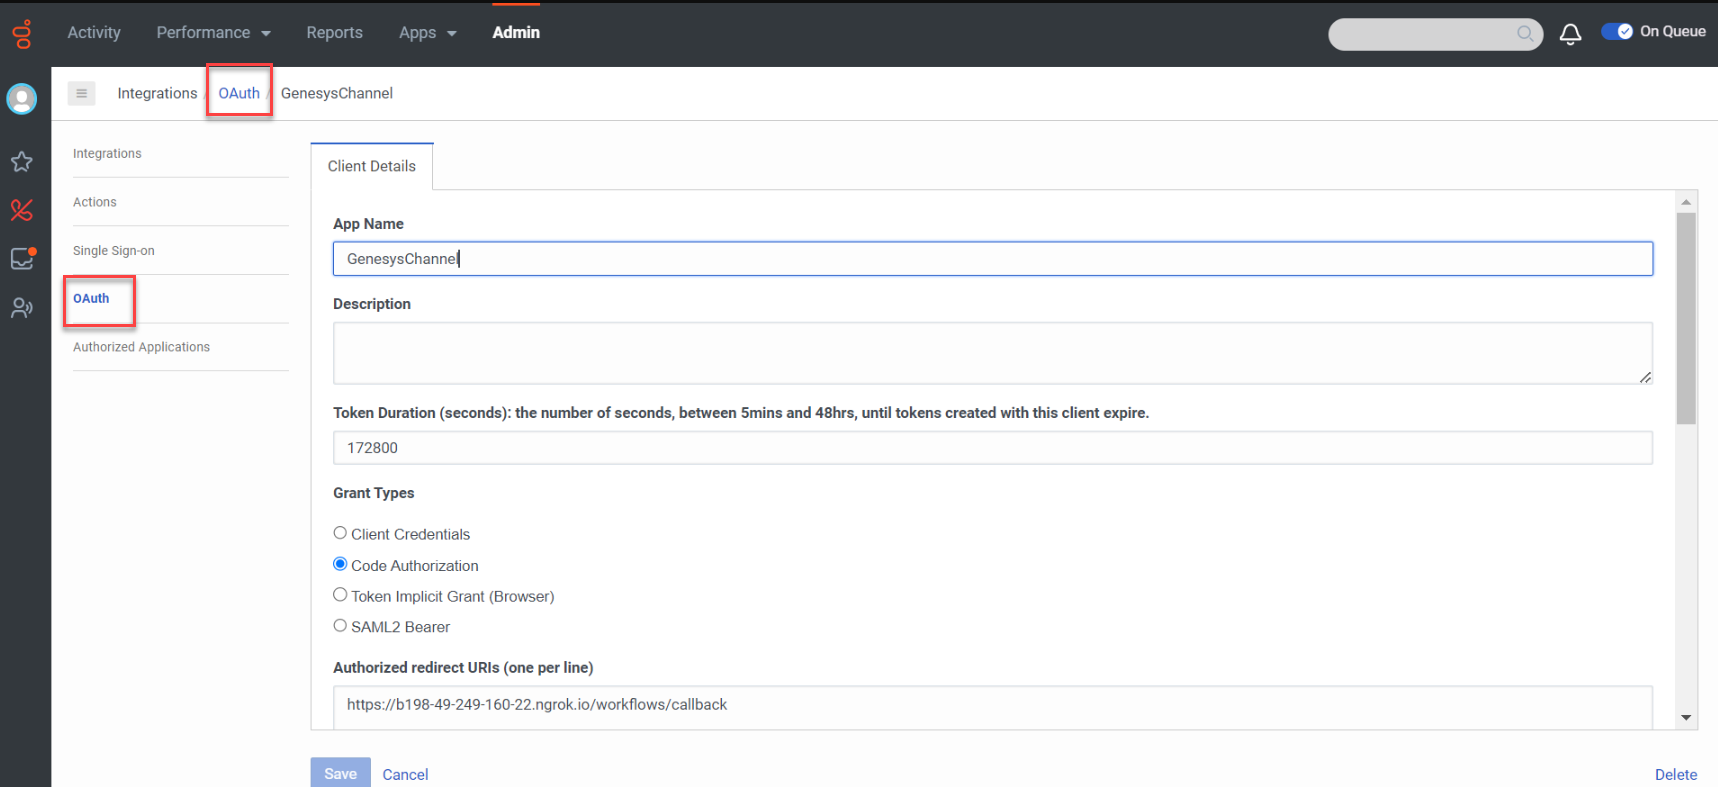 Activity Performance Reports Apps Admin On Queue
Integrations / OAuth / GenesysChannel
Integrations
Actions
Single Sign-on
OAuth
Authorized Applications
Client Details
App Name
GenesysChannel
Description
Token Duration (seconds): the number of seconds, between 5mins and 48hrs, until tokens created with this client expire.
172800
Grant Types
Client Credentials
Code Authorization
Token Implicit Grant (Browser)
SAML2 Bearer
Authorized redirect URIs (one per line)
https://b198-49-249-160-22.ngrok.io/workflows/callback
Save Cancel Delete